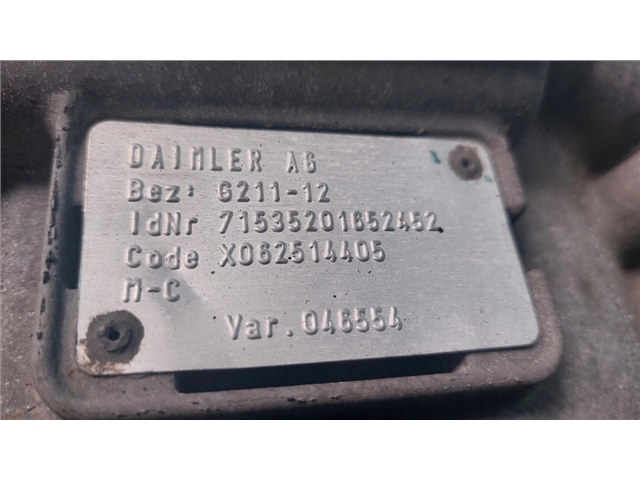 DAIMLER AG
Bez: G211-12
IdNr 71535201652452
Code X062514405
M-C
Var.046554